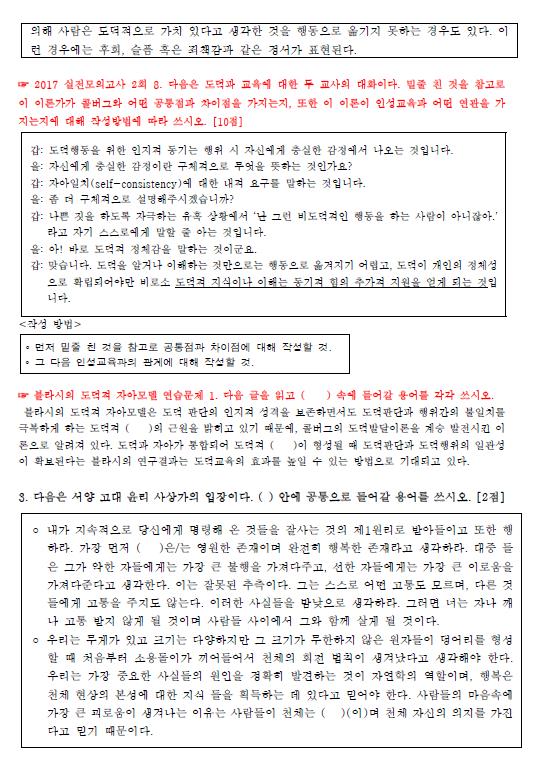 의해 사람은 도덕적으로 가치 있다고 생각한 것을 행동으로 옮기지 못하는 경우도 있다. 이
런 경우에는 후회, 슬픔 혹은 죄책감과 같은 정서가 표현된다.
☞ 2017 실전모의고사 2회 8. 다음은 도덕과 교육에 대한 두 교사의 대화이다. 밑줄 친 것을 참고로
이 이론가가 콜버그와 어떤 공통점과 차이점을 가지는지, 또한 이 이론이 인성교육과 어떤 연관을 가
지는지에 대해 작성방법에 따라 쓰시오. [10점]
갑: 도덕행동을 위한 인지적 동기는 행위 시 자신에게 충실한 감정에서 나오는 것입니다.
을: 자신에게 충실한 감정이란 구체적으로 무엇을 뜻하는 것인가요?
갑: 자아일치(self-consistency)에 대한 내적 요구를 말하는 것입니다.
을: 좀 더 구체적으로 설명해주시겠습니까?
갑: 나쁜 짓을 하도록 자극하는 유혹 상황에서 '난 그런 비도덕적인 행동을 하는 사람이 아니잖아.'
라고 자기 스스로에게 말할 줄 아는 것입니다.
을: 아! 바로 도덕적 정체감을 말하는 것이군요.
갑: 맞습니다. 도덕을 알거나 이해하는 것만으로는 행동으로 옮겨지기 어렵고, 도덕이 개인의 정체성
으로 확립되어야만 비로소 도덕적 지식이나 이해는 동기적 힘의 추가적 지원을 얻게 되는 것입
니다.
<작성 방법>
◦ 먼저 밑줄 친 것을 참고로 공통점과 차이점에 대해 작성할 것.
◦ 그 다음 인성교육과의 관계에 대해 작성할 것.
☞ 블라시의 도덕적 자아모델 연습문제 1. 다음 글을 읽고 ( ) 속에 들어갈 용어를 각각 쓰시오.
블라시의 도덕적 자아모델은 도덕 판단의 인지적 성격을 보존하면서도 도덕판단과 행위간의 불일치를
극복하게 하는 도덕적 ( )의 근원을 밝히고 있기 때문에, 콜버그의 도덕발달이론을 계승 발전시킨 이
론으로 알려져 있다. 도덕과 자아가 통합되어 도덕적 ( )이 형성될 때 도덕판단과 도덕행위의 일관성
이 확보된다는 블라시의 연구결과는 도덕교육의 효과를 높일 수 있는 방법으로 기대되고 있다.
3. 다음은 서양 고대 윤리 사상가의 입장이다. ( ) 안에 공통으로 들어갈 용어를 쓰시오. [2점]
○ 내가 지속적으로 당신에게 명령해 온 것들을 잘사는 것의 제1원리로 받아들이고 또한 행
하라. 가장 먼저 ( )은/는 영원한 존재이며 완전히 행복한 존재라고 생각하라. 대중 들
은 그가 악한 자들에게는 가장 큰 불행을 가져다주고, 선한 자들에게는 가장 큰 이로움을
가져다준다고 생각한다. 이는 잘못된 추측이다. 그는 스스로 어떤 고통도 모르며, 다른 것
들에게 고통을 주지도 않는다. 이러한 사실들을 밤낮으로 생각하라. 그러면 너는 자나 깨
나 고통 받지 않게 될 것이며 사람들 사이에서 그와 함께 살게 될 것이다.
○ 우리는 무게가 있고 크기는 다양하지만 그 크기가 무한하지 않은 원자들이 덩어리를 형성
할 때 처음부터 소용돌이가 끼어들어서 천체의 회전 법칙이 생겨났다고 생각해야 한다.
우리는 가장 중요한 사실들의 원인을 정확히 발견하는 것이 자연학의 역할이며, 행복은
천체 현상의 본성에 대한 지식 들을 획득하는 데 있다고 믿어야 한다. 사람들의 마음속에
가장 큰 괴로움이 생겨나는 이유는 사람들이 천체는 ( )(이)며 천체 자신의 의지를 가진
다고 믿기 때문이다.